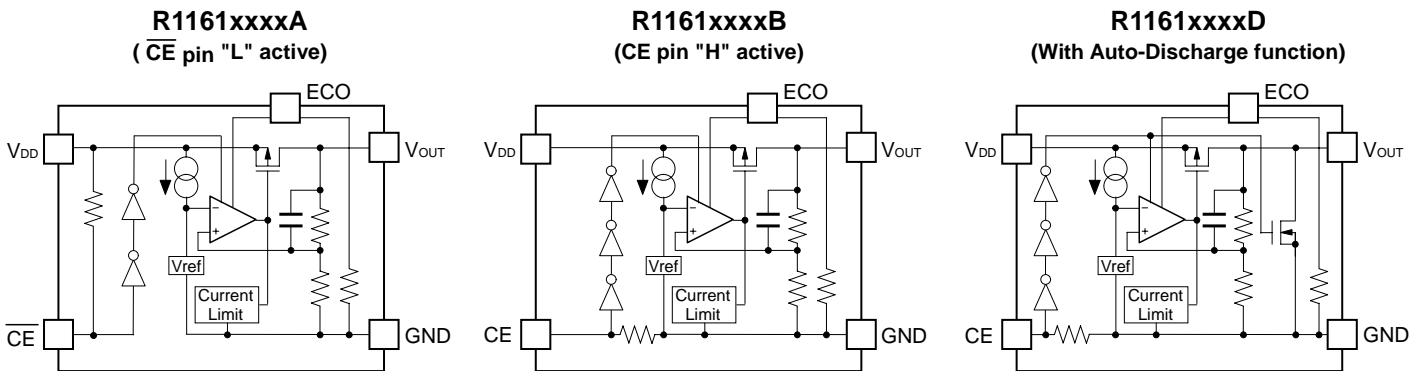 R1161xxxxA
( CE pin "L" active)
ECO
VDD
VOUT
−
+
Vref
Current
Limit
CE
GND
R1161xxxxB
(CE pin "H" active)
ECO
VDD
VOUT
−
+
Vref
Current
Limit
CE
GND
R1161xxxxD
(With Auto-Discharge function)
ECO
VDD
VOUT
−
+
Vref
Current
Limit
CE
GND